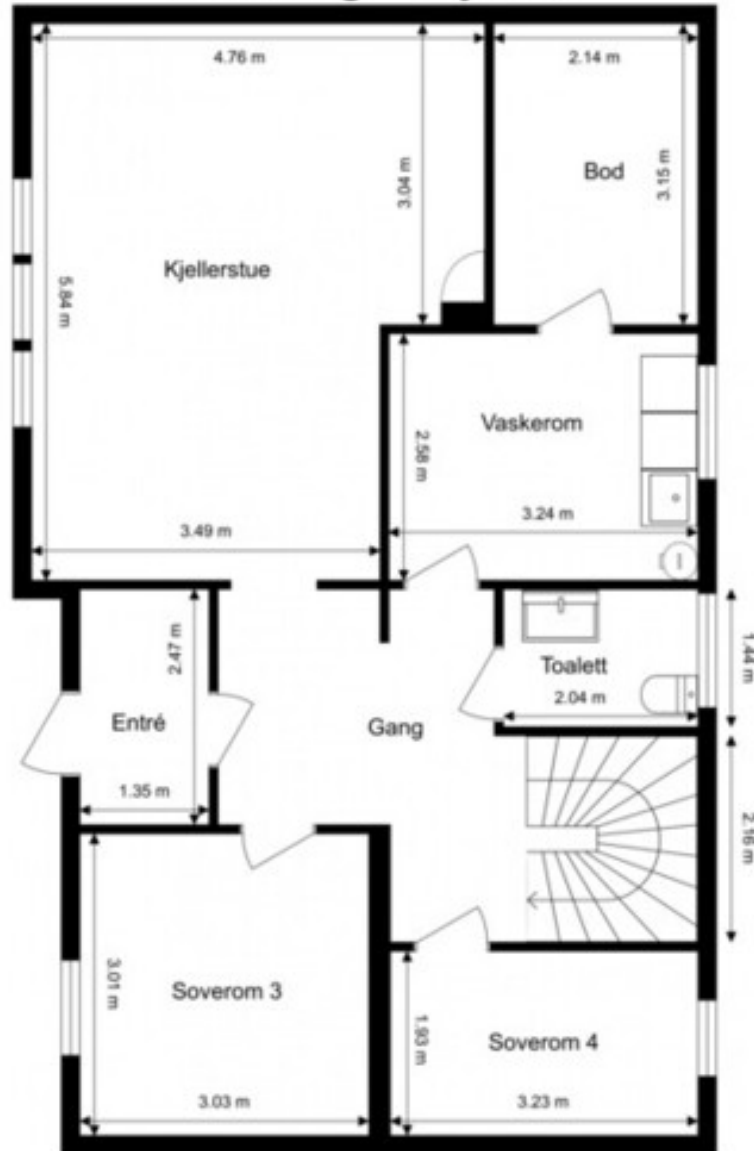 4.76 m
2.14 m
3.04 m
3.15 m
Bod
Kjellerstue
5.84 m
Vaskerom
2.58 m
3.24 m
3.49 m
2.47 m
Toalett
1.44 m
2.04 m
Entré
Gang
1.35 m
2.16 m
3.01 m
Soverom 3
1.93 m
Soverom 4
3.03 m
3.23 m